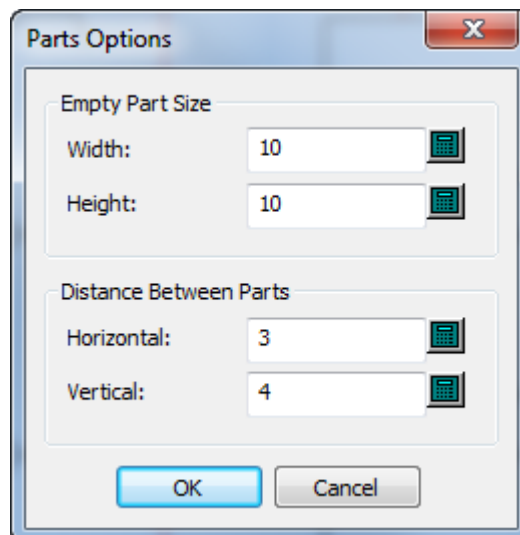 Parts Options
Empty Part Size
Width: 10
Height: 10
Distance Between Parts
Horizontal: 3
Vertical: 4
OK Cancel